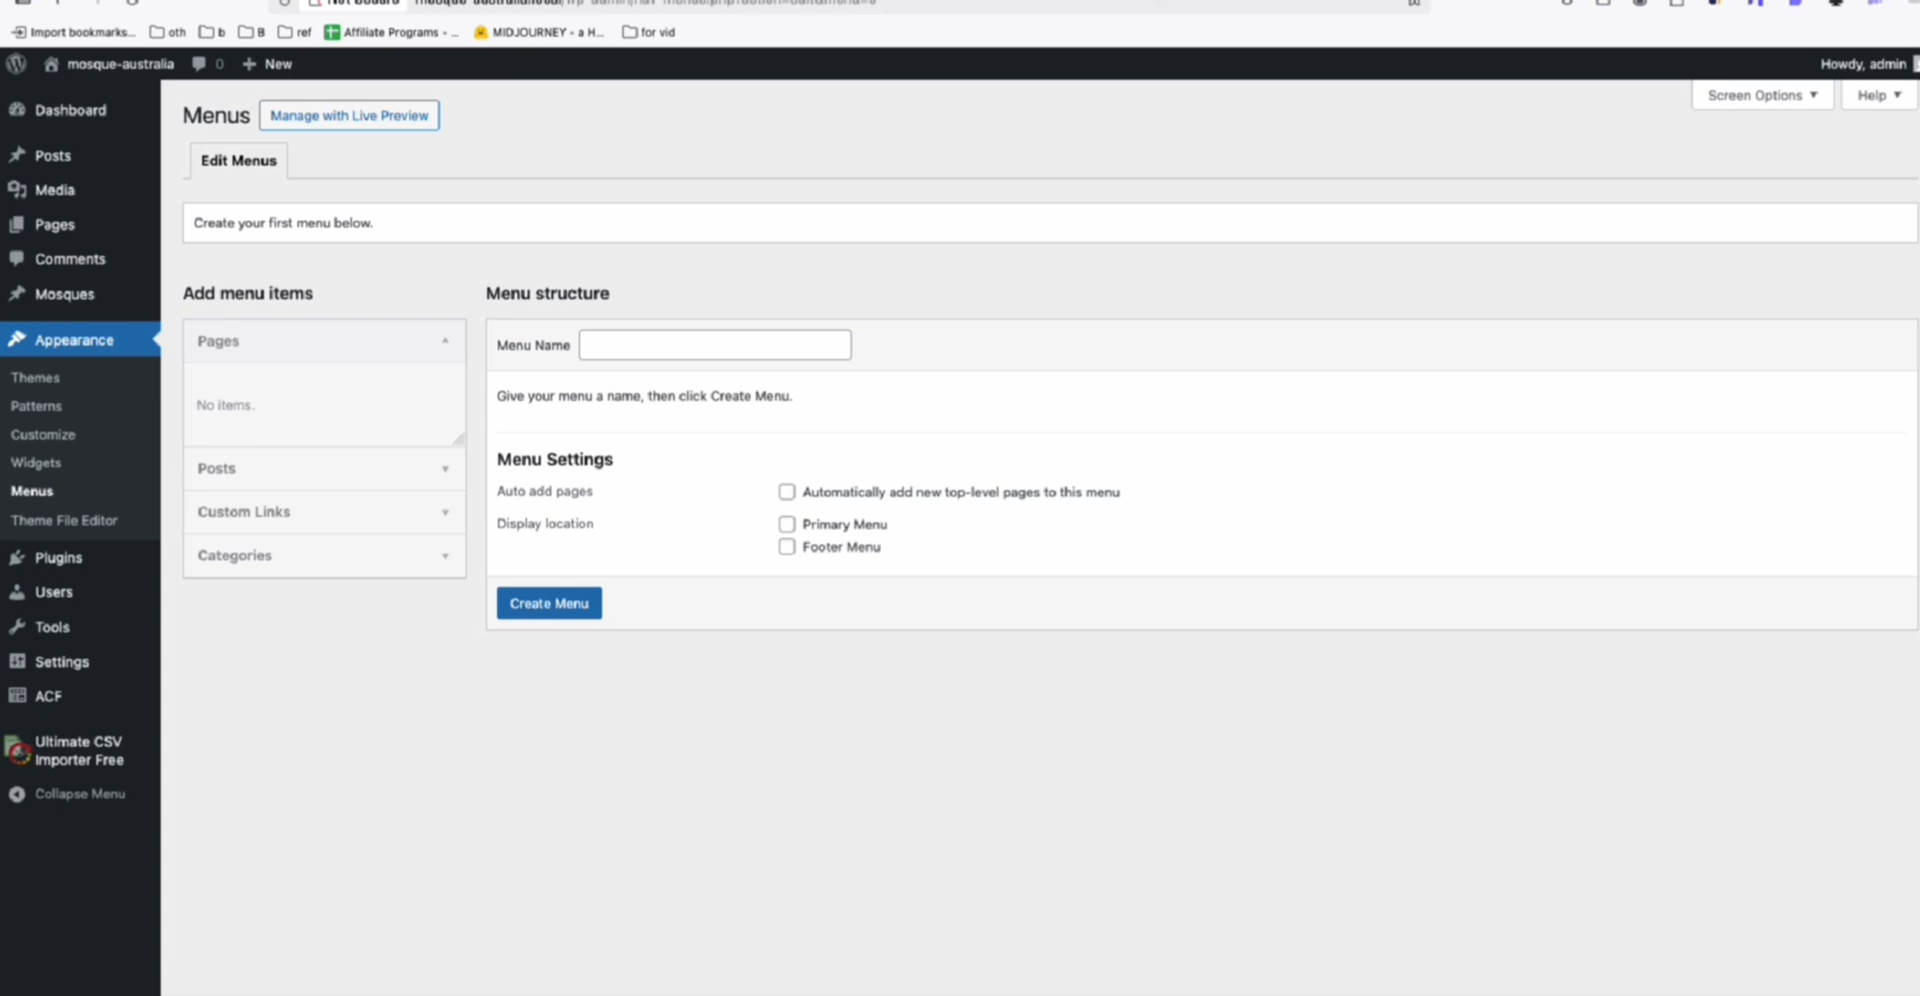 Import bookmarks...
oth
b
B
ref
Affiliate Programs - ...
MIDJOURNEY - a H...
for vid
mosque-australia
0
New
Howdy, admin
Dashboard
Posts
Media
Pages
Comments
Mosques
Appearance
Themes
Patterns
Customize
Widgets
Menus
Theme File Editor
Plugins
Users
Tools
Settings
ACF
Ultimate CSV
Importer Free
Collapse Menu
Screen Options
Help
Menus
Manage with Live Preview
Edit Menus
Create your first menu below.
Add menu items
Pages
No items.
Posts
Custom Links
Categories
Menu structure
Menu Name
Give your menu a name, then click Create Menu.
Menu Settings
Auto add pages
Automatically add new top-level pages to this menu
Display location
Primary Menu
Footer Menu
Create Menu